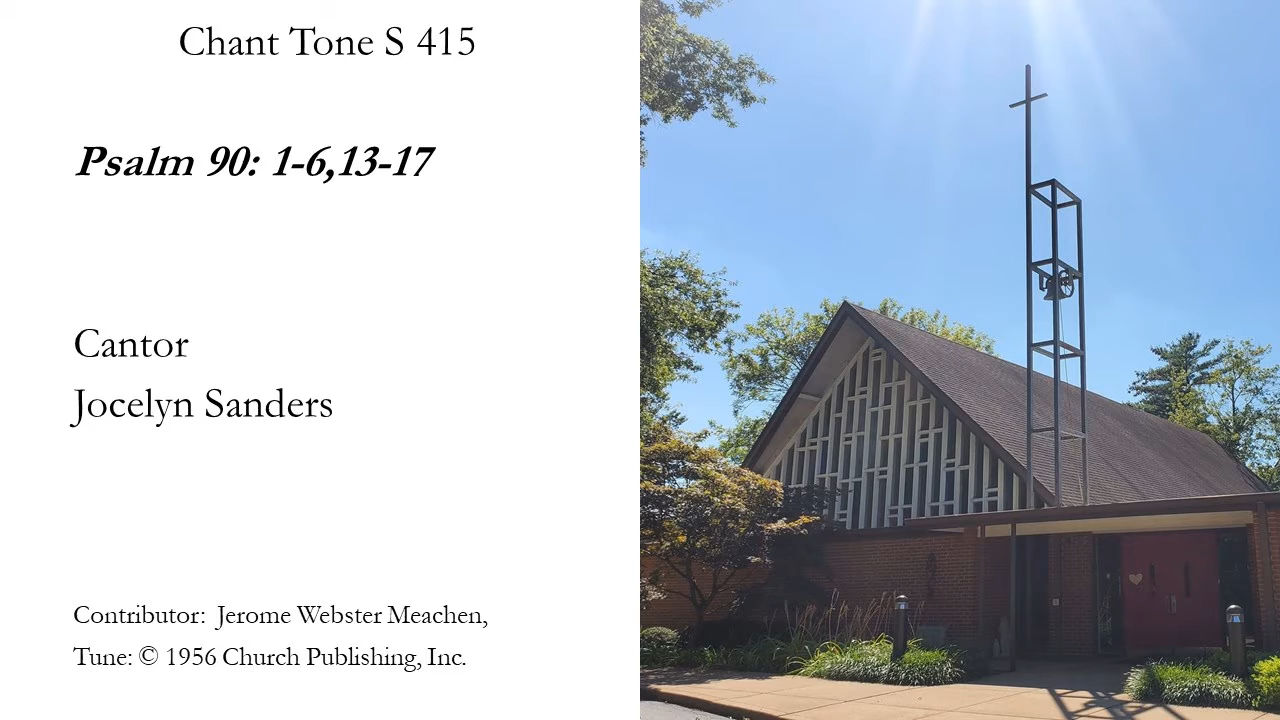 Chant Tone S 415
Psalm 90: 1-6,13-17
Cantor
Jocelyn Sanders
Contributor:  Jerome Webster Meachen,
Tune: © 1956 Church Publishing, Inc.